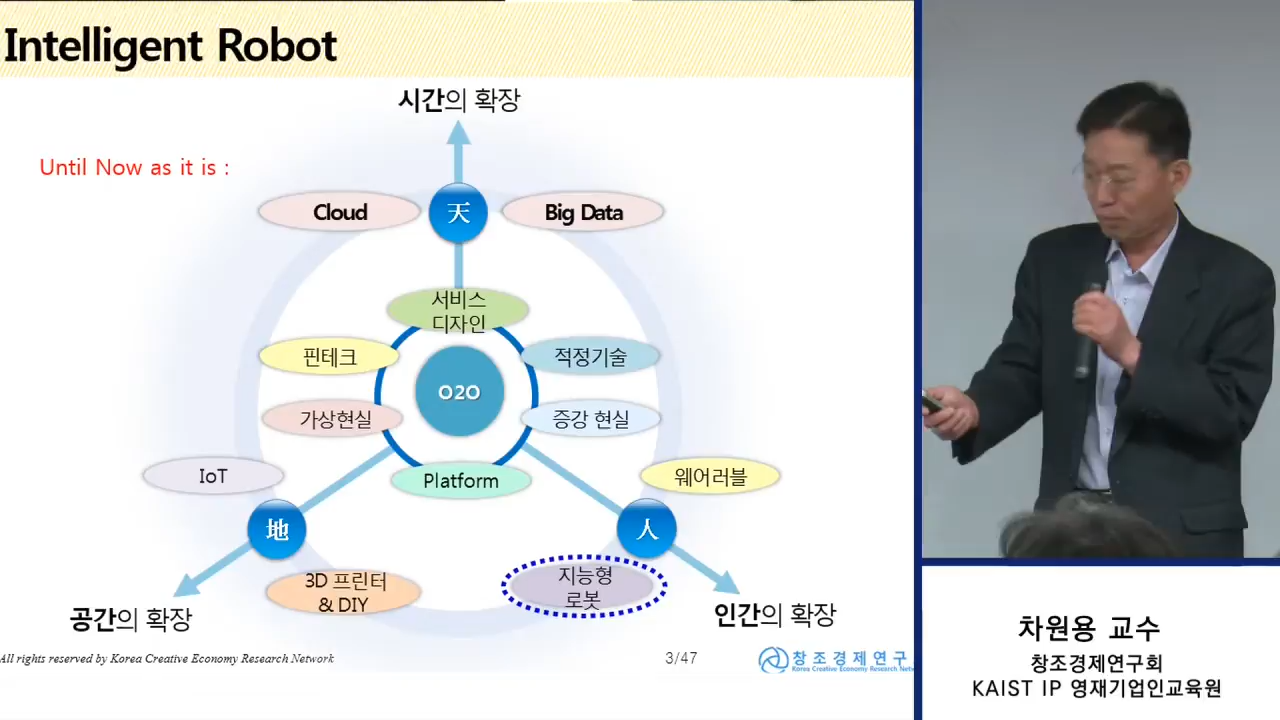 Intelligent Robot
시간의 확장
Until Now as it is :
Cloud
天
Big Data
서비스
디자인
핀테크
적정기술
O2O
가상현실
증강 현실
IoT
Platform
웨어러블
地
人
3D 프린터
& DIY
지능형
로봇
공간의 확장
인간의 확장
All rights reserved by Korea Creative Economy Research Network
3/47
창조경제연구
Korea Creative Economy Research Netw
차원용 교수
창조경제연구회
KAIST IP 영재기업인교육원